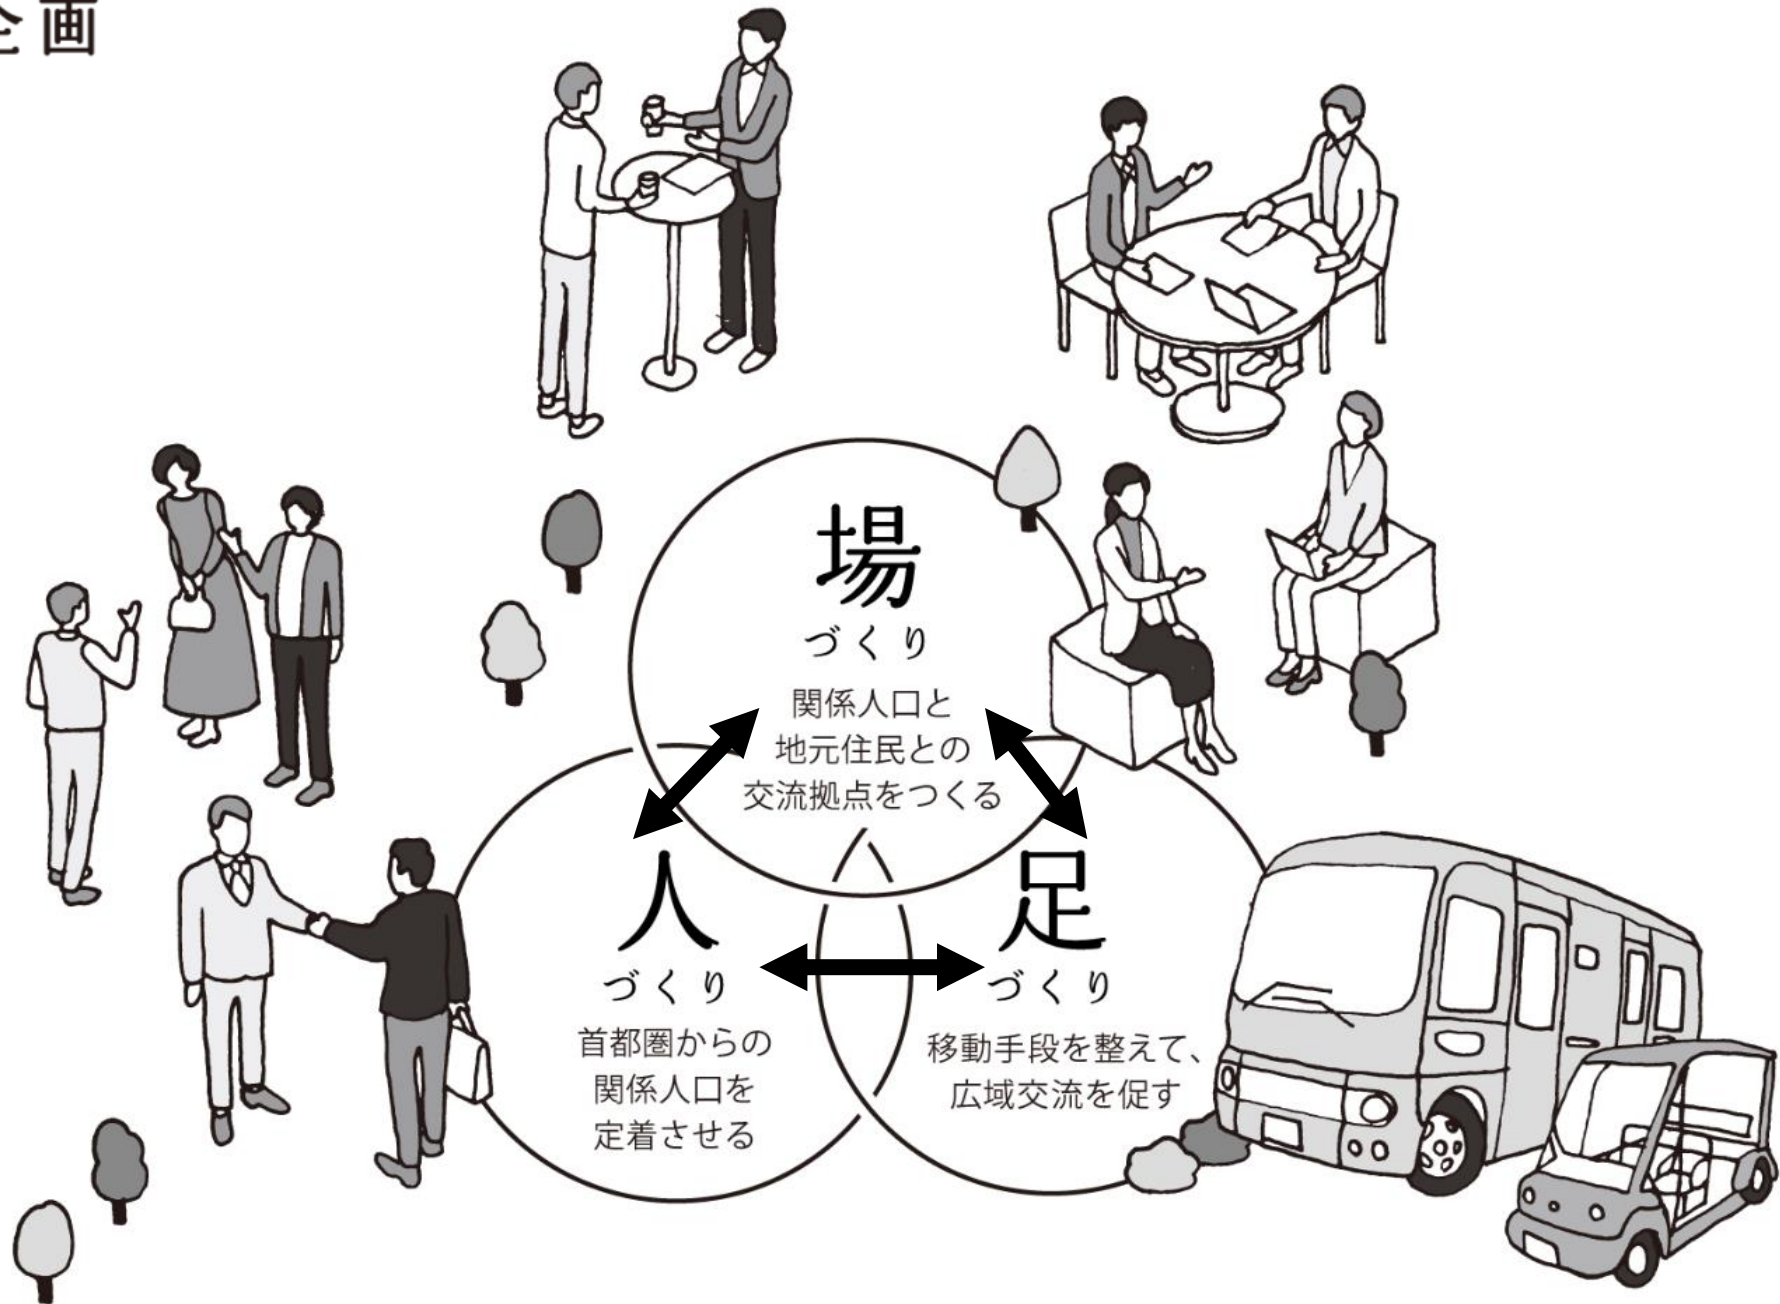 企画
場
づくり
関係人口と
地元住民との
交流拠点をつくる
人
づくり
首都圏からの
関係人口を
定着させる
足
づくり
移動手段を整えて、
広域交流を促す